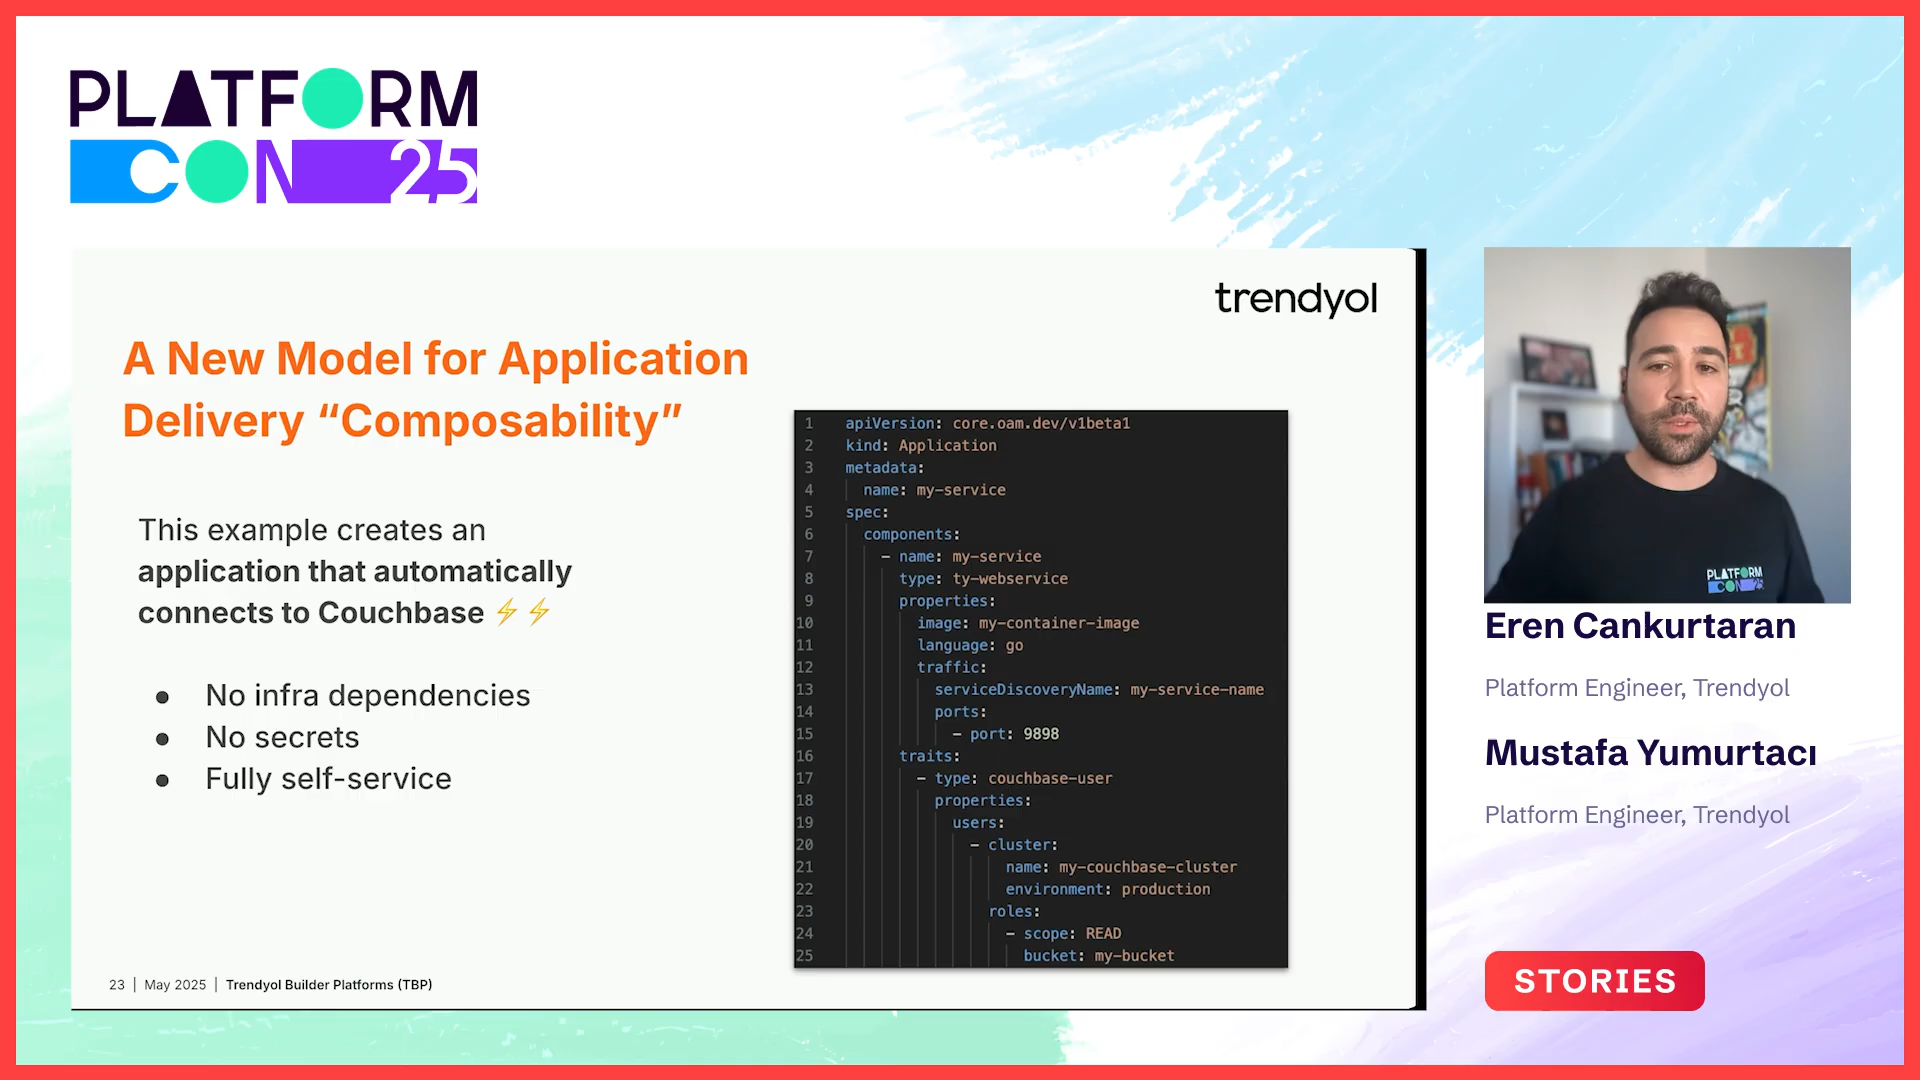 PLATFORM
CON 25
trendyol
A New Model for Application
Delivery “Composability”
This example creates an
application that automatically
connects to Couchbase ⚡⚡
● No infra dependencies
● No secrets
● Fully self-service
1 apiVersion: core.oam.dev/v1beta1
2 kind: Application
3 metadata:
4 name: my-service
5 spec:
6 components:
7 - name: my-service
8 type: ty-webservice
9 properties:
10 image: my-container-image
11 language: go
12 traffic:
13 serviceDiscoveryName: my-service-name
14 ports:
15 - port: 9898
16 traits:
17 - type: couchbase-user
18 properties:
19 users:
20 - cluster:
21 name: my-couchbase-cluster
22 environment: production
23 roles:
24 - scope: READ
25 bucket: my-bucket
23 | May 2025 | Trendyol Builder Platforms (TBP)
PLATFORM
CON 25
Eren Cankurtaran
Platform Engineer, Trendyol
Mustafa Yumurtacı
Platform Engineer, Trendyol
STORIES